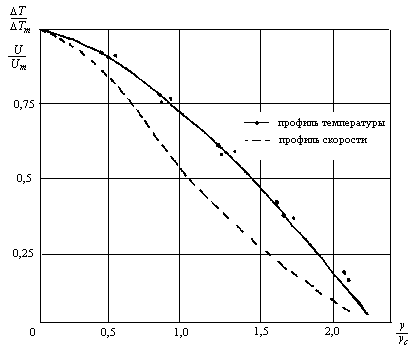 ΔT
ΔTm
U
Um
0,75
профиль температуры
профиль скорости
0,5
0,25
0
0,5
1,0
1,5
2,0
y
yc